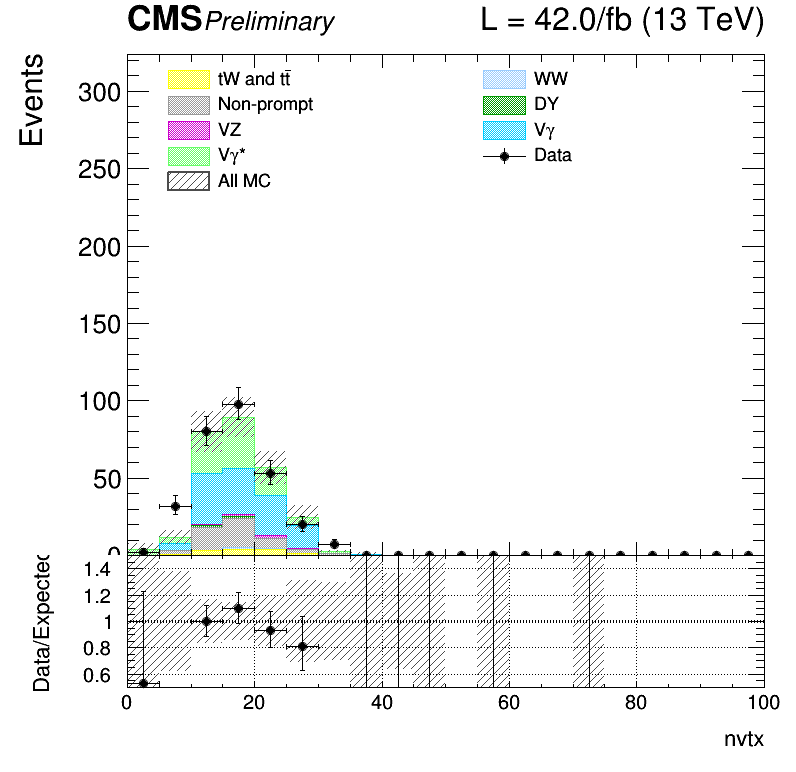 CMS Preliminary L = 42.0/fb (13 TeV)
Events
300
250
200
150
100
50
0
tW and tt̄
Non-prompt
VZ
Vγ*
All MC
WW
DY
Vγ
Data
Data/Expected
1.4
1.2
1
0.8
0.6
0 20 40 60 80 100
nvtx